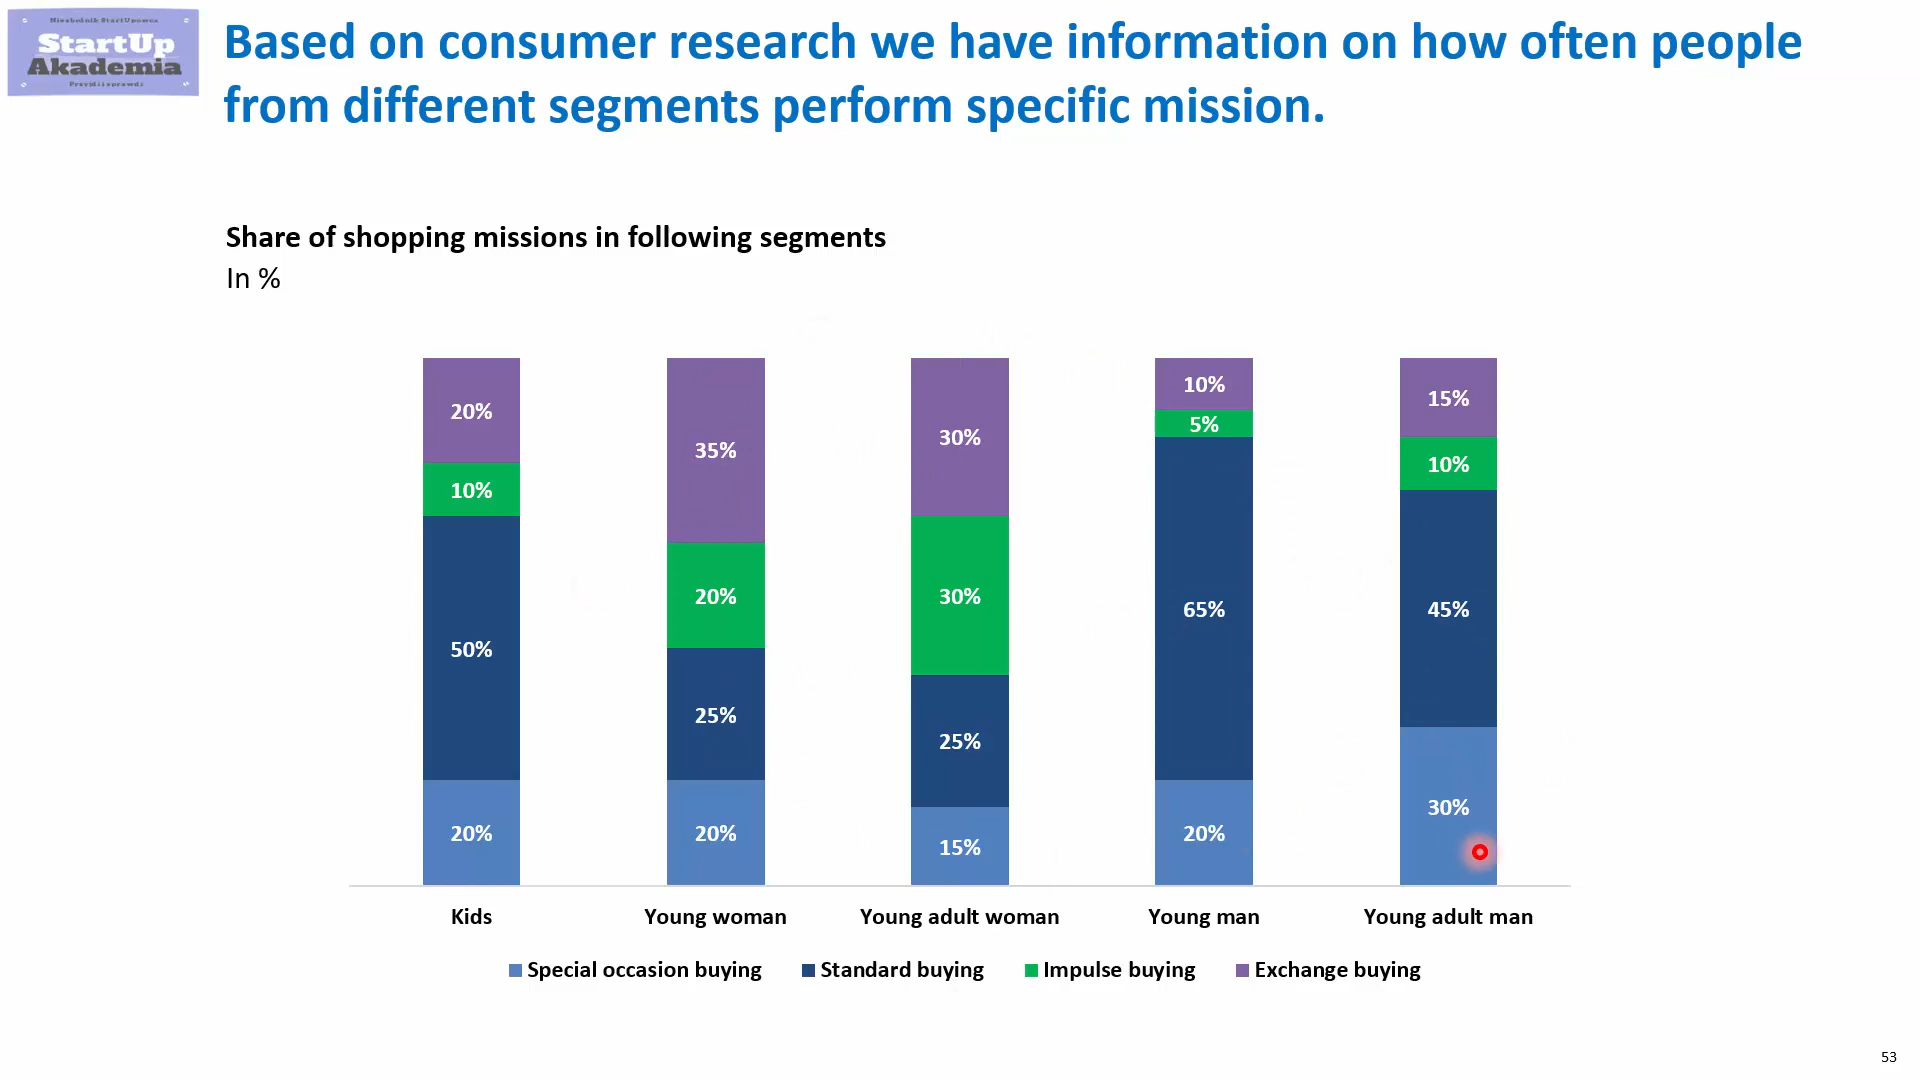 Niezbędnik StartUpowca
StartUp
Akademia
Based on consumer research we have information on how often people
from different segments perform specific mission.
Share of shopping missions in following segments
In %
20% 35% 30% 10% 15%
10% 20% 30% 5% 10%
50% 25% 25% 65% 45%
20% 20% 15% 20% 30%
Kids Young woman Young adult woman Young man Young adult man
Special occasion buying Standard buying Impulse buying Exchange buying
53